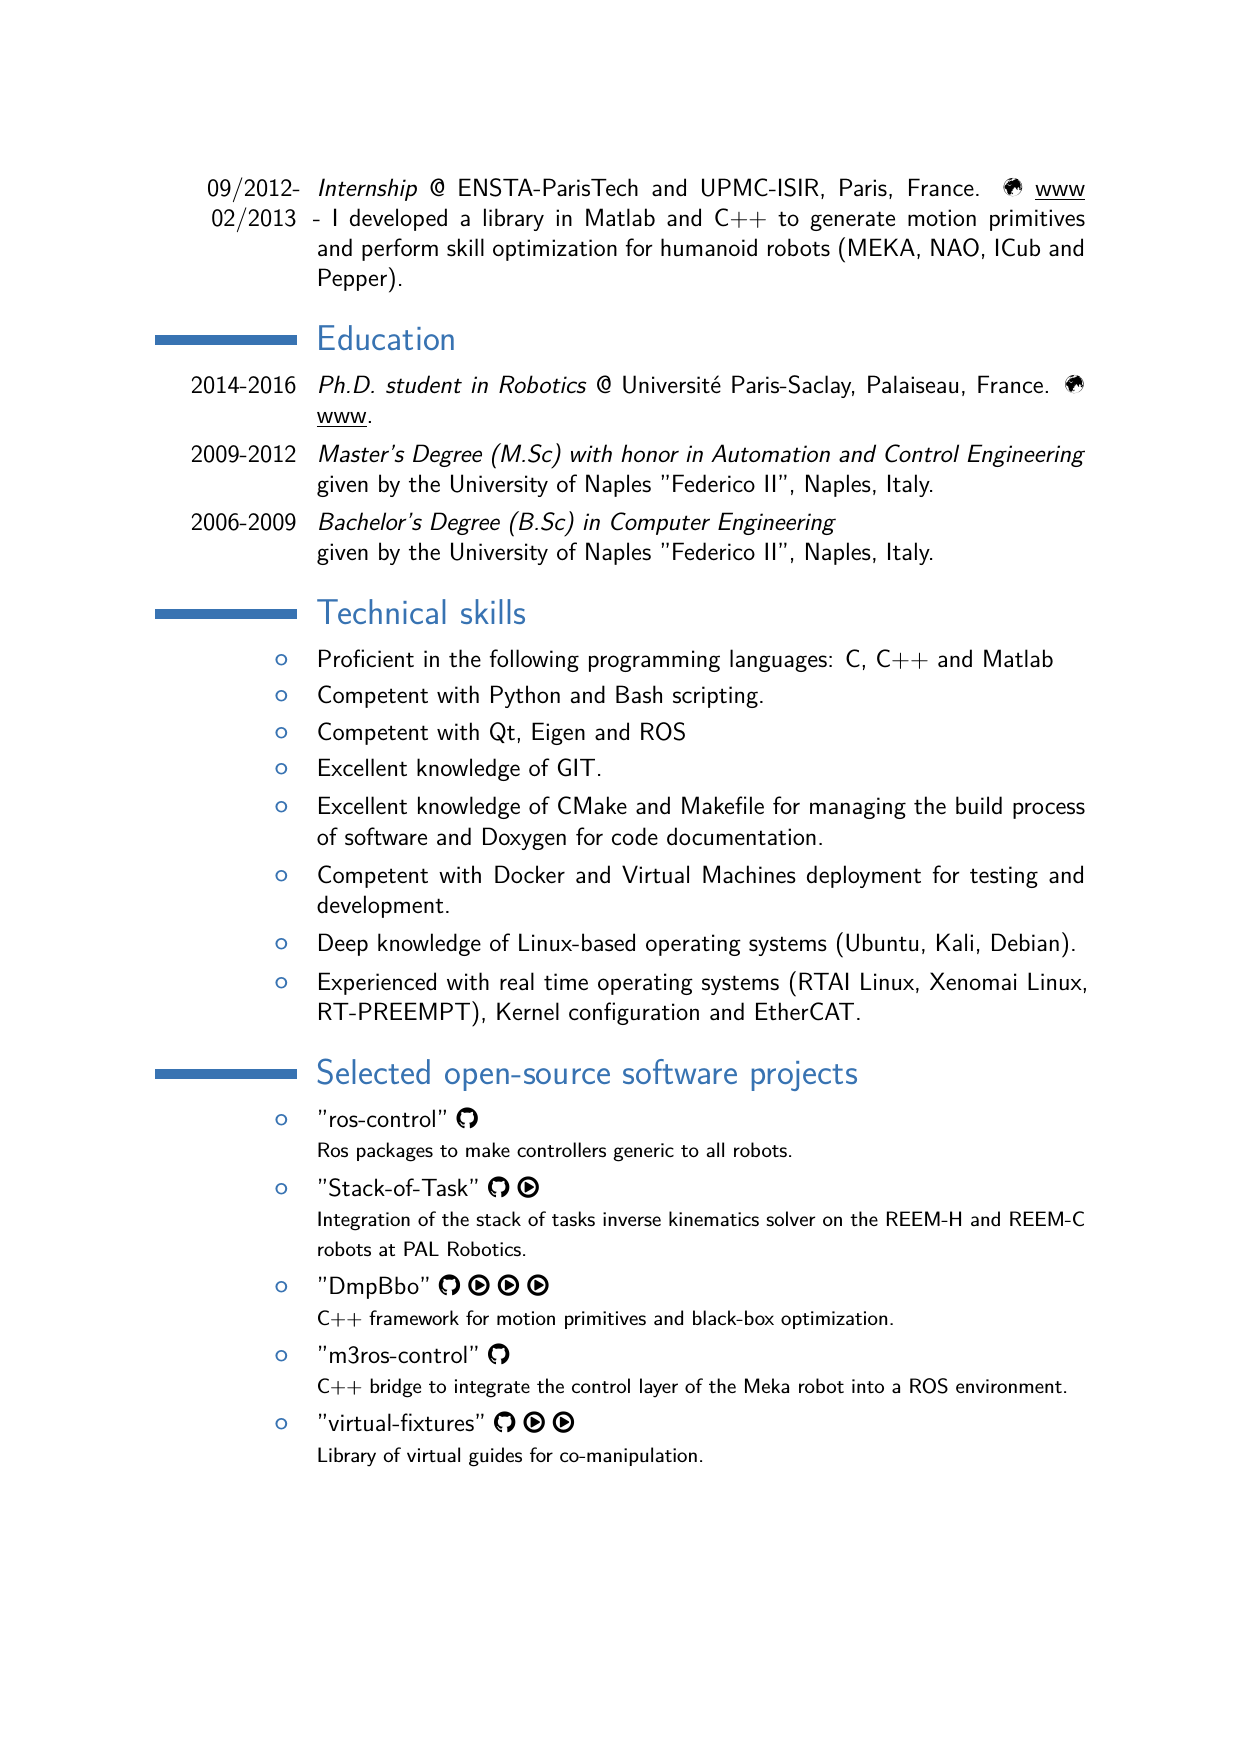 09/2012- Internship @ ENSTA-ParisTech and UPMC-ISIR, Paris, France. www
02/2013 - I developed a library in Matlab and C++ to generate motion primitives
and perform skill optimization for humanoid robots (MEKA, NAO, ICub and
Pepper).
Education
2014-2016 Ph.D. student in Robotics @ Université Paris-Saclay, Palaiseau, France.
www.
2009-2012 Master's Degree (M.Sc) with honor in Automation and Control Engineering
given by the University of Naples ”Federico II”, Naples, Italy.
2006-2009 Bachelor's Degree (B.Sc) in Computer Engineering
given by the University of Naples ”Federico II”, Naples, Italy.
Technical skills
Proficient in the following programming languages: C, C++ and Matlab
Competent with Python and Bash scripting.
Competent with Qt, Eigen and ROS
Excellent knowledge of GIT.
Excellent knowledge of CMake and Makefile for managing the build process
of software and Doxygen for code documentation.
Competent with Docker and Virtual Machines deployment for testing and
development.
Deep knowledge of Linux-based operating systems (Ubuntu, Kali, Debian).
Experienced with real time operating systems (RTAI Linux, Xenomai Linux,
RT-PREEMPT), Kernel configuration and EtherCAT.
Selected open-source software projects
”ros-control”
Ros packages to make controllers generic to all robots.
”Stack-of-Task”
Integration of the stack of tasks inverse kinematics solver on the REEM-H and REEM-C
robots at PAL Robotics.
”DmpBbo”
C++ framework for motion primitives and black-box optimization.
”m3ros-control”
C++ bridge to integrate the control layer of the Meka robot into a ROS environment.
”virtual-fixtures”
Library of virtual guides for co-manipulation.